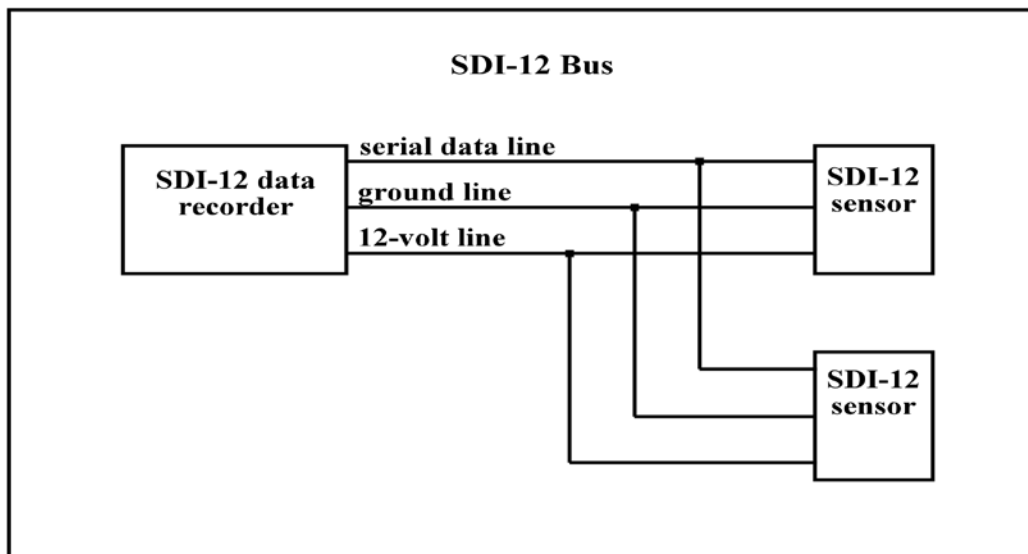 SDI-12 Bus
SDI-12 data
recorder
serial data line
ground line
12-volt line
SDI-12
sensor
SDI-12
sensor